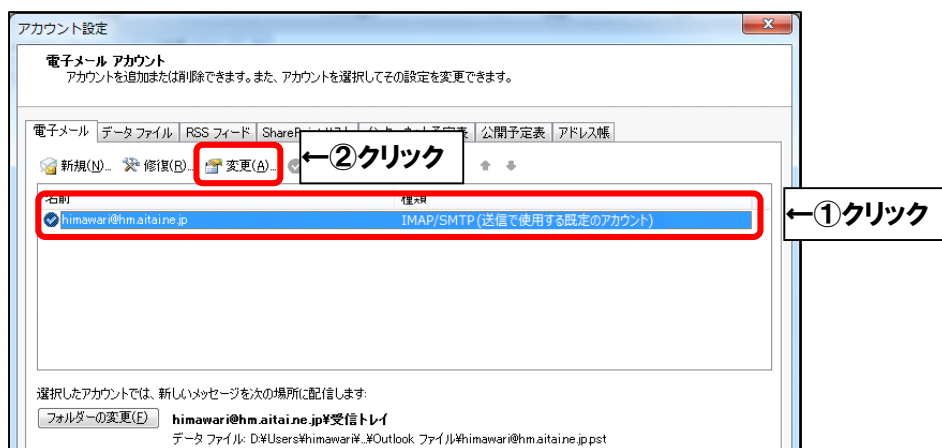 アカウント設定
電子メール アカウント
アカウントを追加または削除できます。また、アカウントを選択してその設定を変更できます。
電子メール データ ファイル RSS フィード 公開予定表 アドレス帳
新規(N)... 修復(R)... 変更(A)... ←②クリック
名前 種類
himawari@hm.aitai.ne.jp IMAP/SMTP (送信で使用する既定のアカウント)
←①クリック
選択したアカウントでは、新しいメッセージを次の場所に配信します:
フォルダーの変更(F) himawari@hm.aitai.ne.jp¥受信トレイ
データ ファイル: D:¥Users¥himawari¥..¥Outlook ファイル¥himawari@hm.aitai.ne.jp.pst